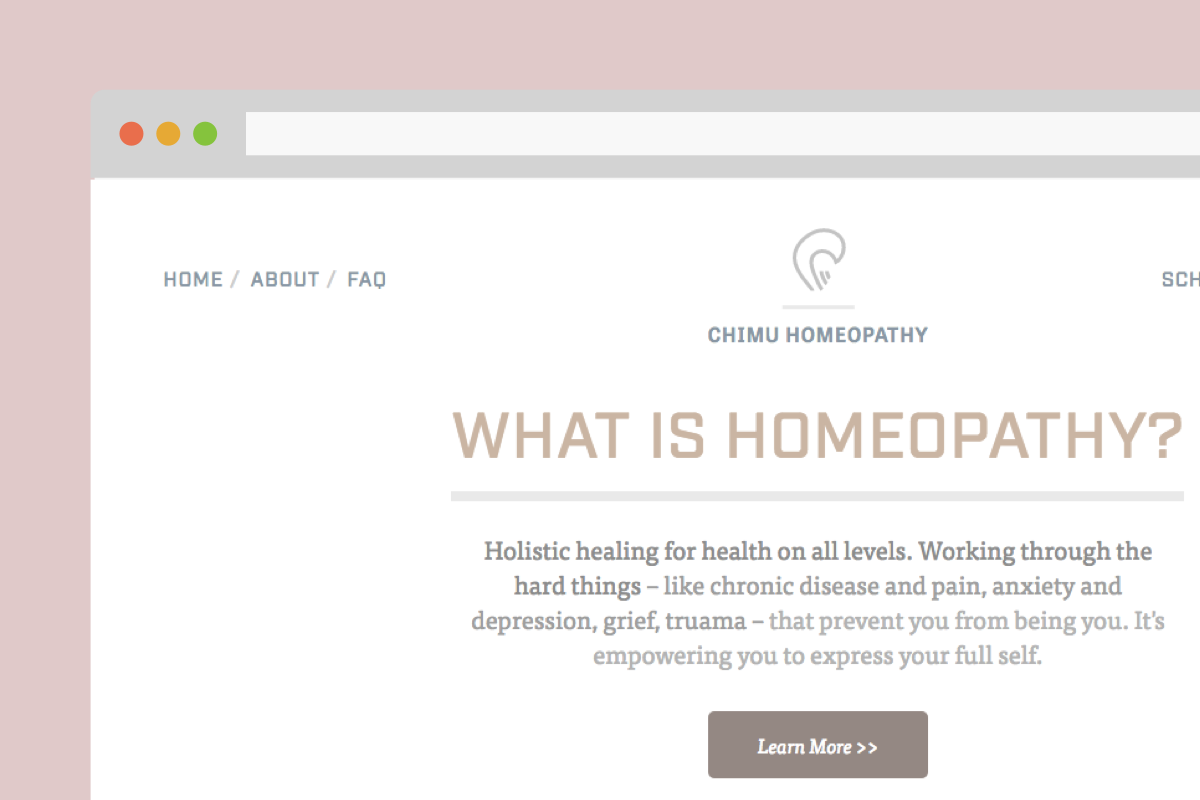 HOME / ABOUT / FAQ
SCH
CHIMU HOMEOPATHY
WHAT IS HOMEOPATHY?
Holistic healing for health on all levels. Working through the
hard things – like chronic disease and pain, anxiety and
depression, grief, truama – that prevent you from being you. It's
empowering you to express your full self.
Learn More >>